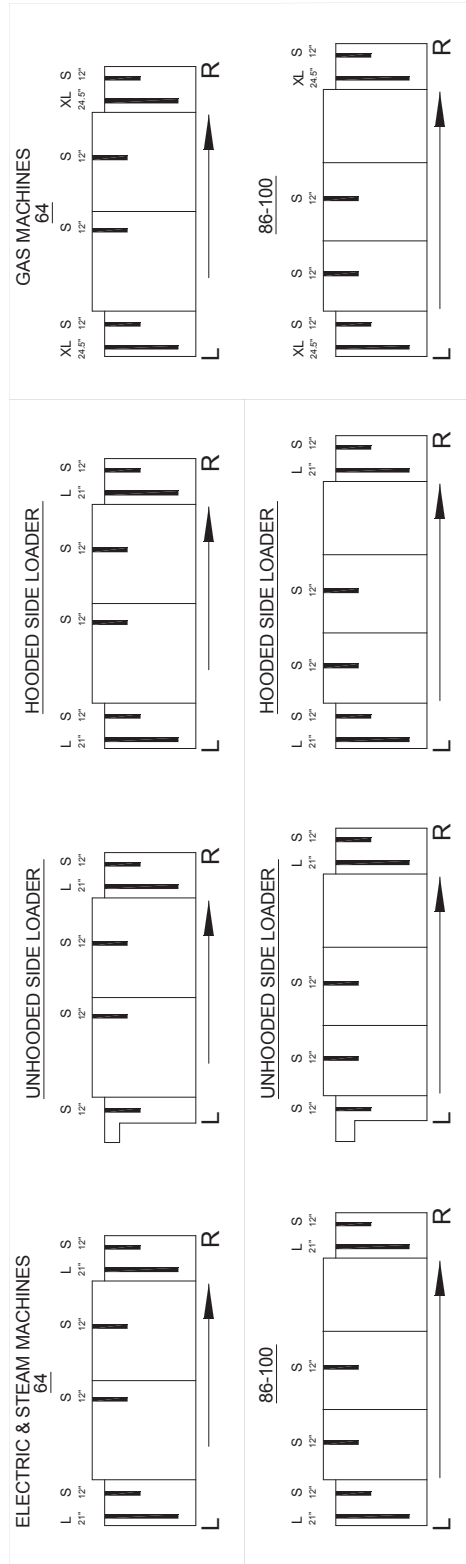 ELECTRIC & STEAM MACHINES
64
L S S S L S
21" 12" 12" 12" 21" 12"
L R
UNHOODED SIDE LOADER
S S S L S
12" 12" 12" 21" 12"
L R
HOODED SIDE LOADER
L S S S L S
21" 12" 12" 12" 21" 12"
L R
GAS MACHINES
64
XL S S S XL S
24.5" 12" 12" 12" 24.5" 12"
L R
86-100
L S S S L S
21" 12" 12" 12" 21" 12"
L R
UNHOODED SIDE LOADER
S S S L S
12" 12" 12" 21" 12"
L R
HOODED SIDE LOADER
L S S S L S
21" 12" 12" 12" 21" 12"
L R
86-100
XL S S S XL S
24.5" 12" 12" 12" 24.5" 12"
L R